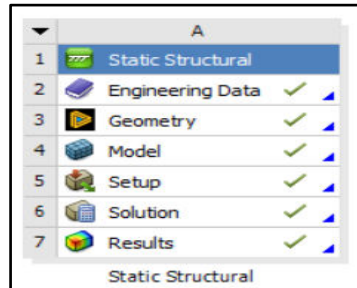 A
1 Static Structural
2 Engineering Data
3 Geometry
4 Model
5 Setup
6 Solution
7 Results
Static Structural